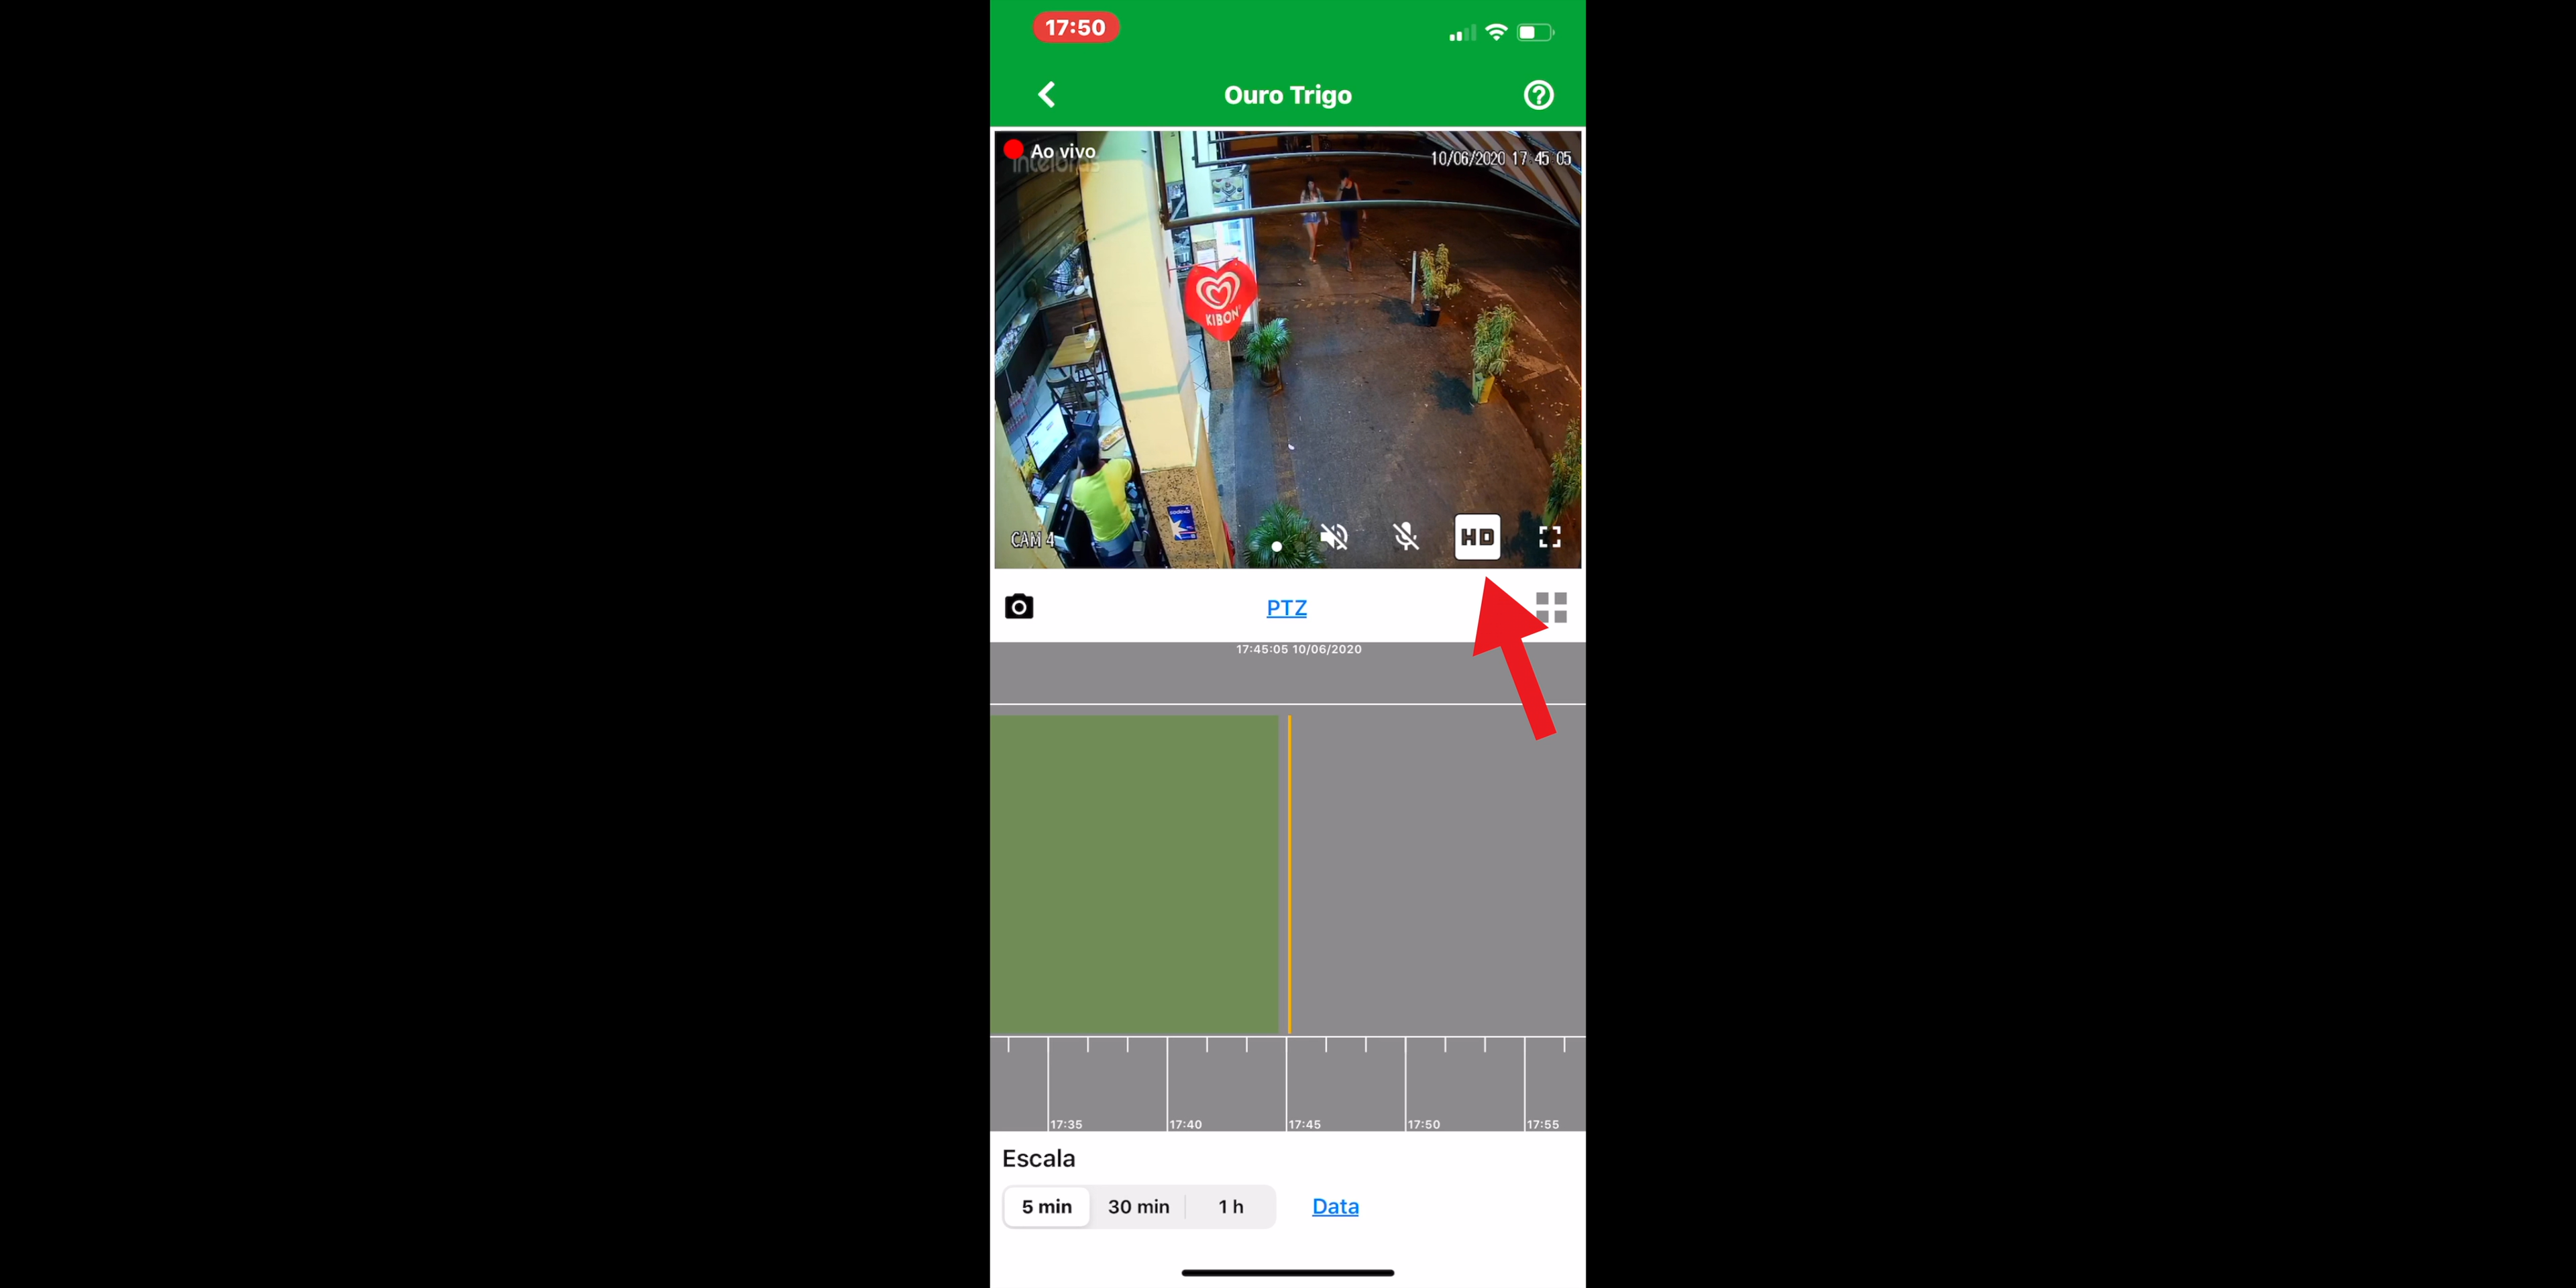 17:50
Ouro Trigo
Ao vivo
intelbras
10/06/2020 17 45 05
KIBON
CAM 4
HD
PTZ
17:45:05 10/06/2020
17:35
17:40
17:45
17:50
17:55
Escala
5 min
30 min
1 h
Data